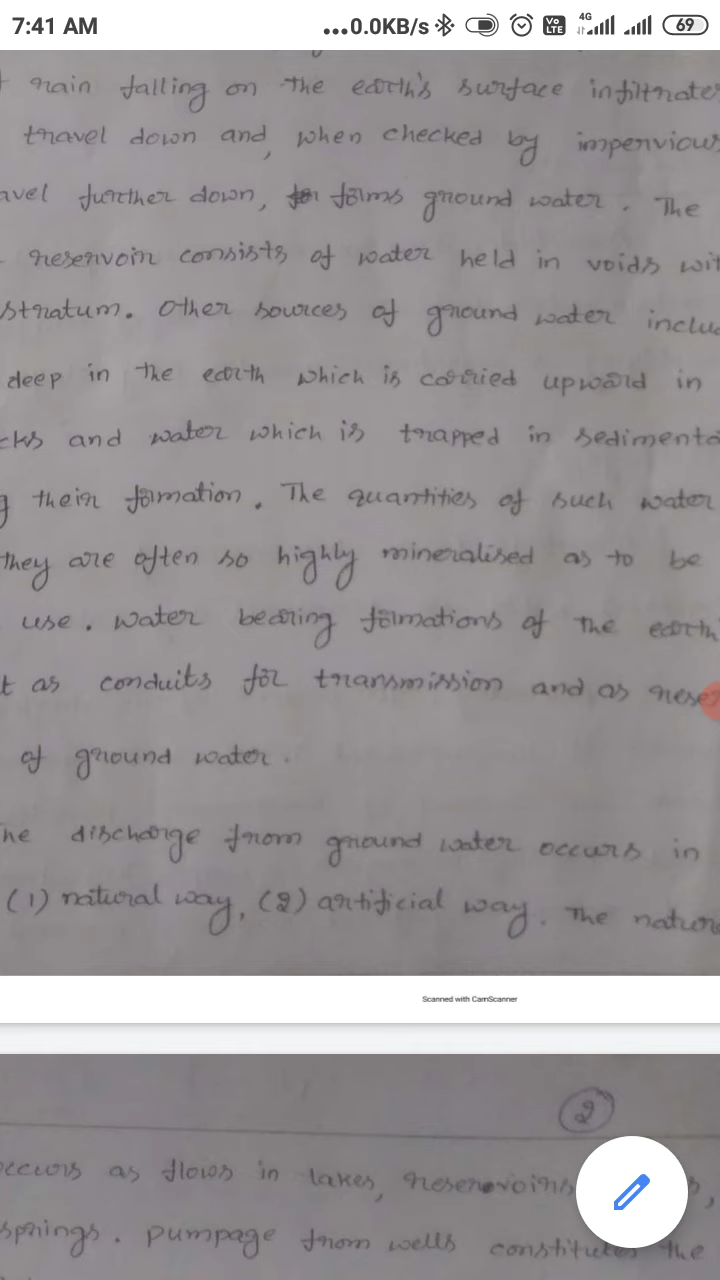 7:41 AM ...0.0KB/s Vo LTE 4G 69
rain falling on the earth's surface infiltrate
travel down and, when checked by impervious
avel further down, forms ground water. The
reservoir consists of water held in voids wit
stratum. Other sources of ground water inclu
deep in the earth which is carried upward in
cks and water which is trapped in sedimenta
g their formation. The quantities of such water
they are often so highly mineralised as to be
use. Water bearing formations of the earth
t as conduits for transmission and as rese
of ground water.
he discharge from ground water occurs in
(1) natural way, (2) artificial way. The natur
Scanned with CamScanner
2
occurs as flows in lakes, reservoirs
springs. Pumpage from wells constitutes the